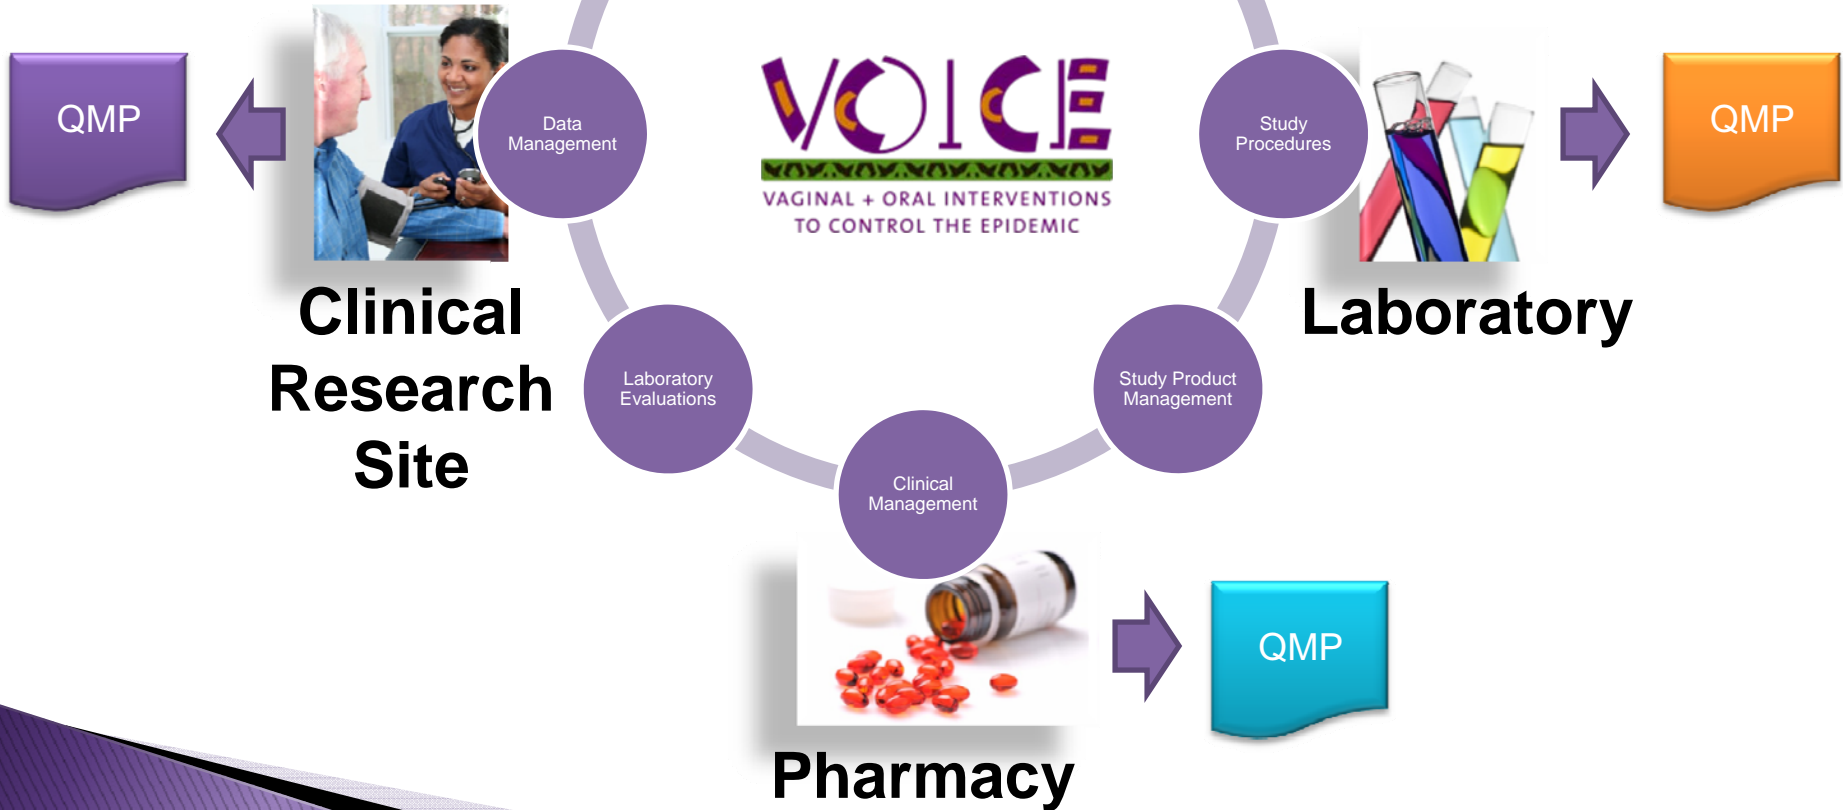 QMP
Data
Management
VOICE
VAGINAL + ORAL INTERVENTIONS
TO CONTROL THE EPIDEMIC
Study
Procedures
QMP
Clinical
Research
Site
Laboratory
Laboratory
Evaluations
Study Product
Management
Clinical
Management
QMP
Pharmacy